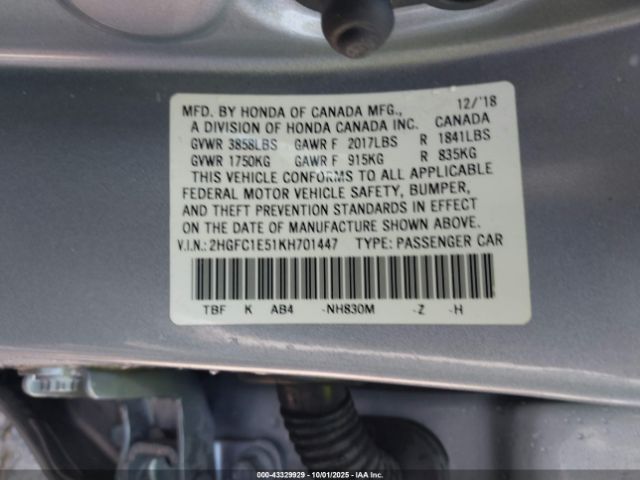 MFD. BY HONDA OF CANADA MFG., 12/'18
A DIVISION OF HONDA CANADA INC. CANADA
GVWR 3858LBS GAWR F 2017LBS R 1841LBS
GVWR 1750KG GAWR F 915KG R 835KG
THIS VEHICLE CONFORMS TO ALL APPLICABLE
FEDERAL MOTOR VEHICLE SAFETY, BUMPER,
AND THEFT PREVENTION STANDARDS IN EFFECT
ON THE DATE OF MANUFACTURE SHOWN ABOVE.
V.I.N.: 2HGFC1E51KH701447 TYPE: PASSENGER CAR
TBF K AB4 -NH830M -Z -H
000-43329929 - 10/01/2025 - IAA Inc.